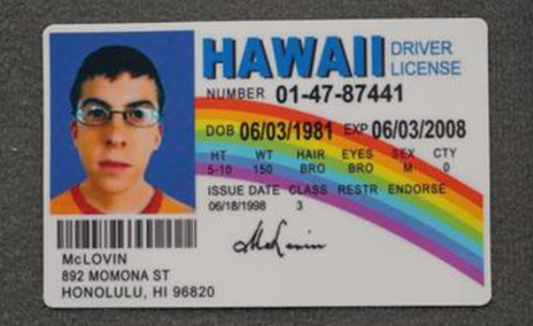 HAWAII DRIVER
LICENSE
NUMBER 01-47-87441
DOB 06/03/1981 EXP 06/03/2008
HT WT HAIR EYES SEX CTY
5-10 150 BRO BRO M 0
ISSUE DATE CLASS RESTR ENDORSE
06/18/1998 3
McLovin
McLOVIN
892 MOMONA ST
HONOLULU, HI 96820